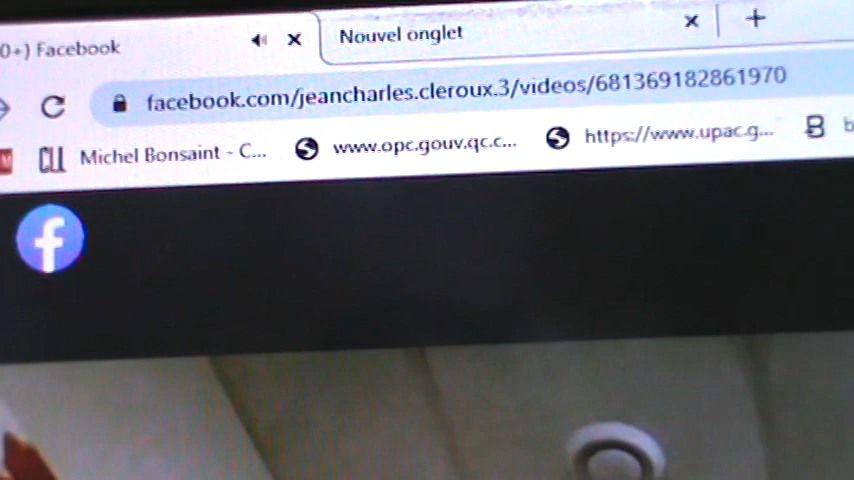 0+) Facebook Nouvel onglet
facebook.com/jeancharles.cleroux.3/videos/681369182861970
CLL Michel Bonsaint - C... www.opc.gouv.qc.c... https://www.upac.g... b